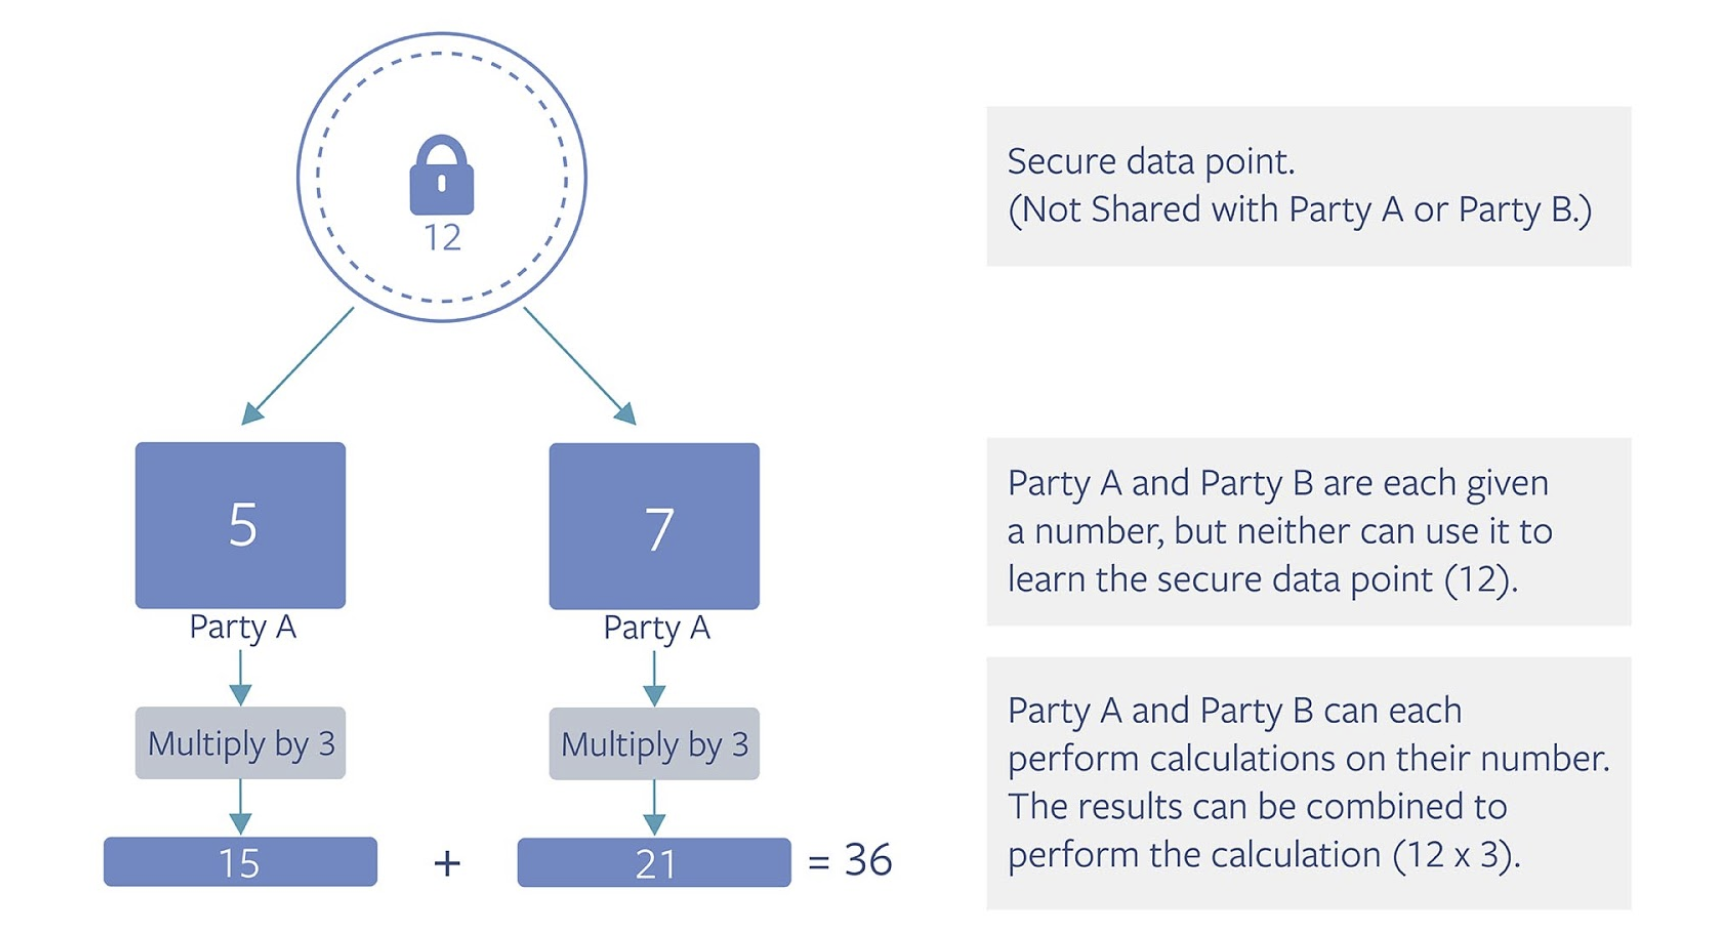 12
Secure data point.
(Not Shared with Party A or Party B.)
5
7
Party A
Party A
Party A and Party B are each given
a number, but neither can use it to
learn the secure data point (12).
Multiply by 3
Multiply by 3
15 + 21 = 36
Party A and Party B can each
perform calculations on their number.
The results can be combined to
perform the calculation (12 x 3).